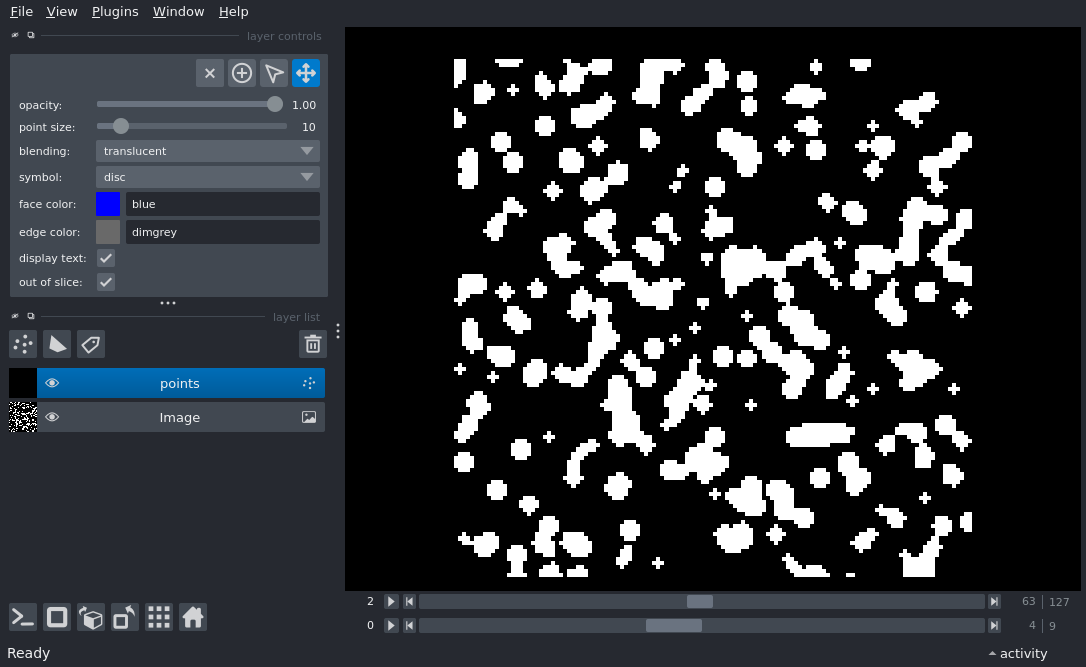 File View Plugins Window Help
layer controls
opacity: 1.00
point size: 10
blending: translucent
symbol: disc
face color: blue
edge color: dimgrey
display text:
out of slice:
layer list
points
Image
2 63 | 127
0 4 | 9
Ready activity